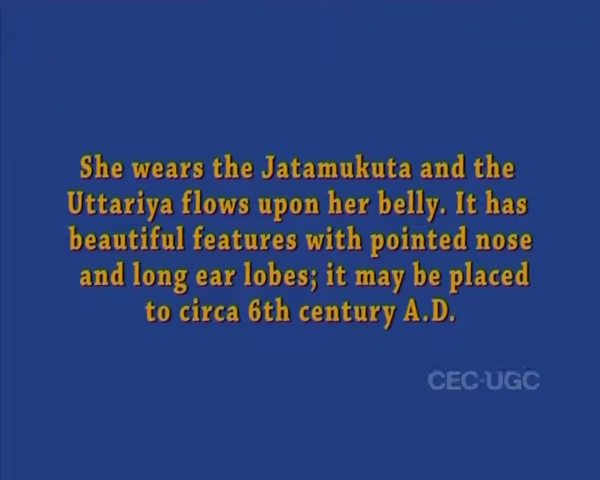 She wears the Jatamukuta and the
Uttariya flows upon her belly. It has
beautiful features with pointed nose
and long ear lobes; it may be placed
to circa 6th century A.D.
CEC-UGC